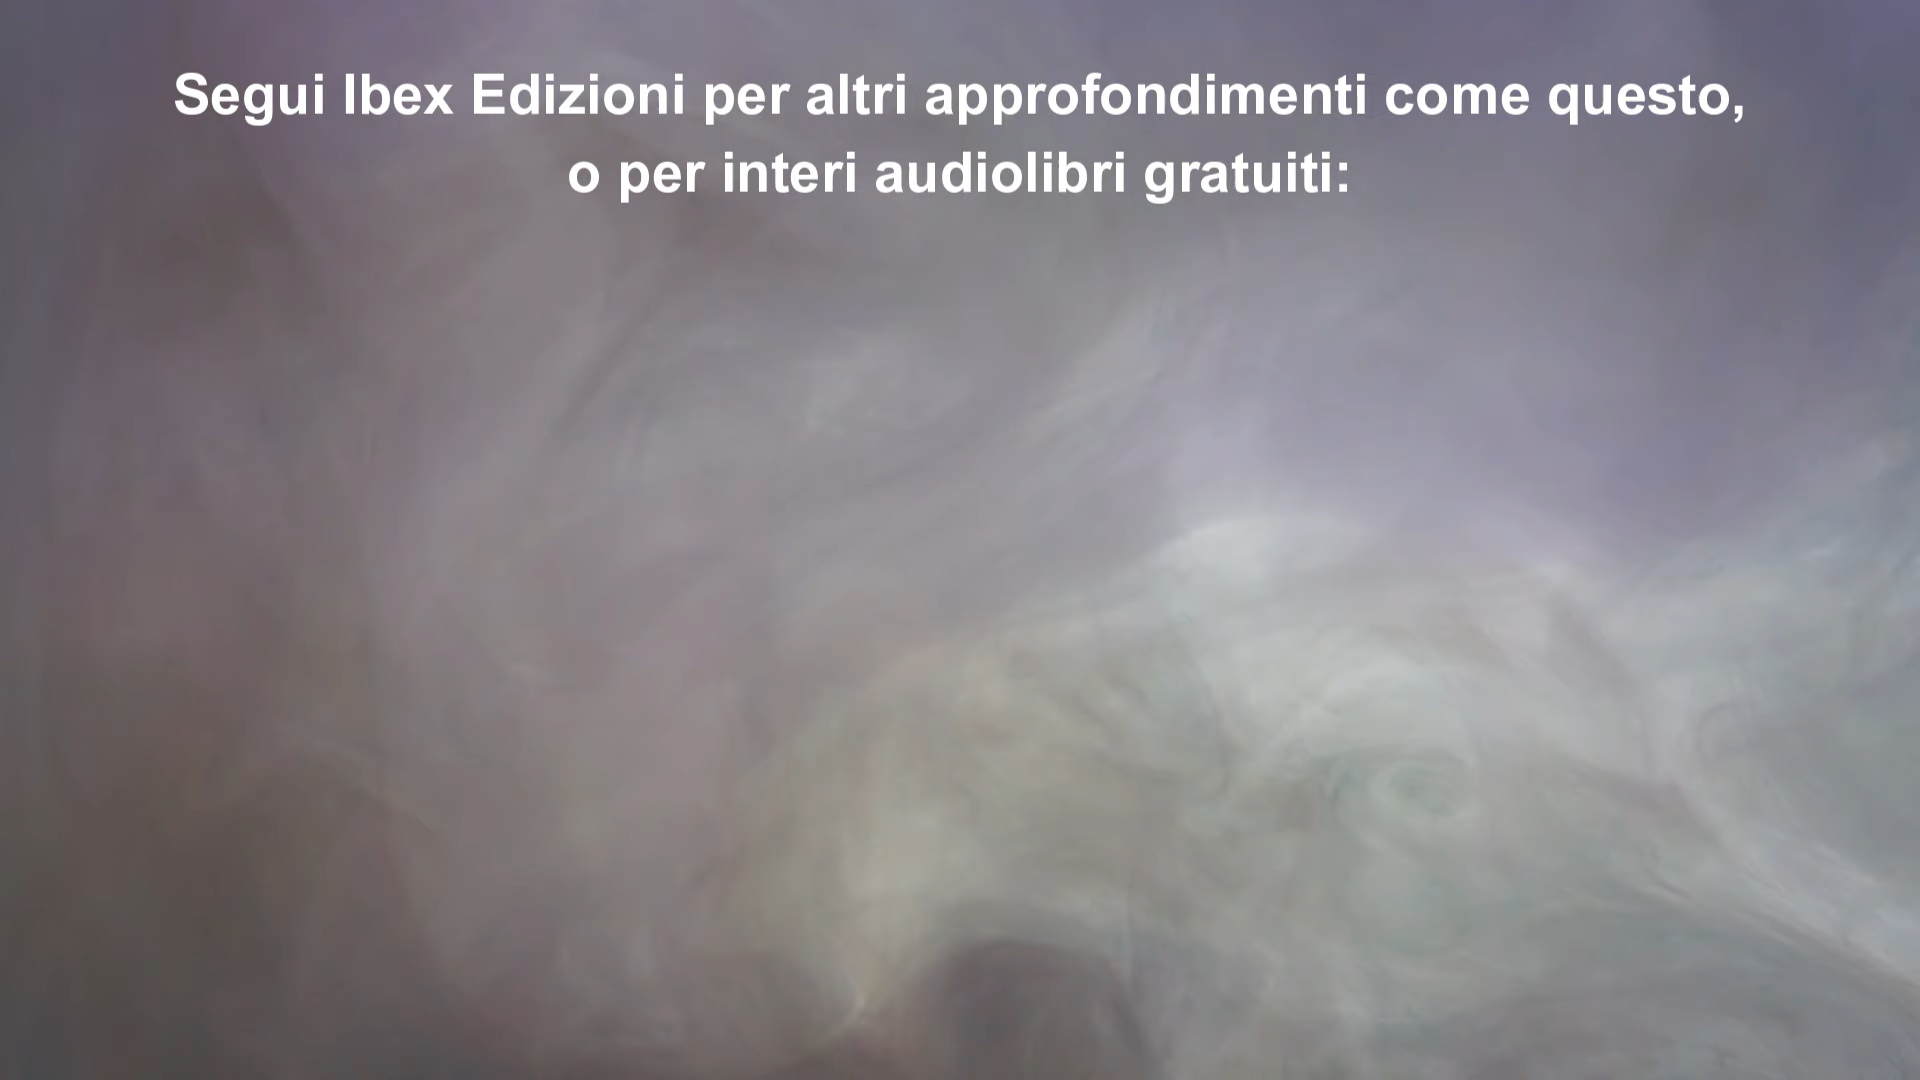 Segui Ibex Edizioni per altri approfondimenti come questo,
o per interi audiolibri gratuiti: